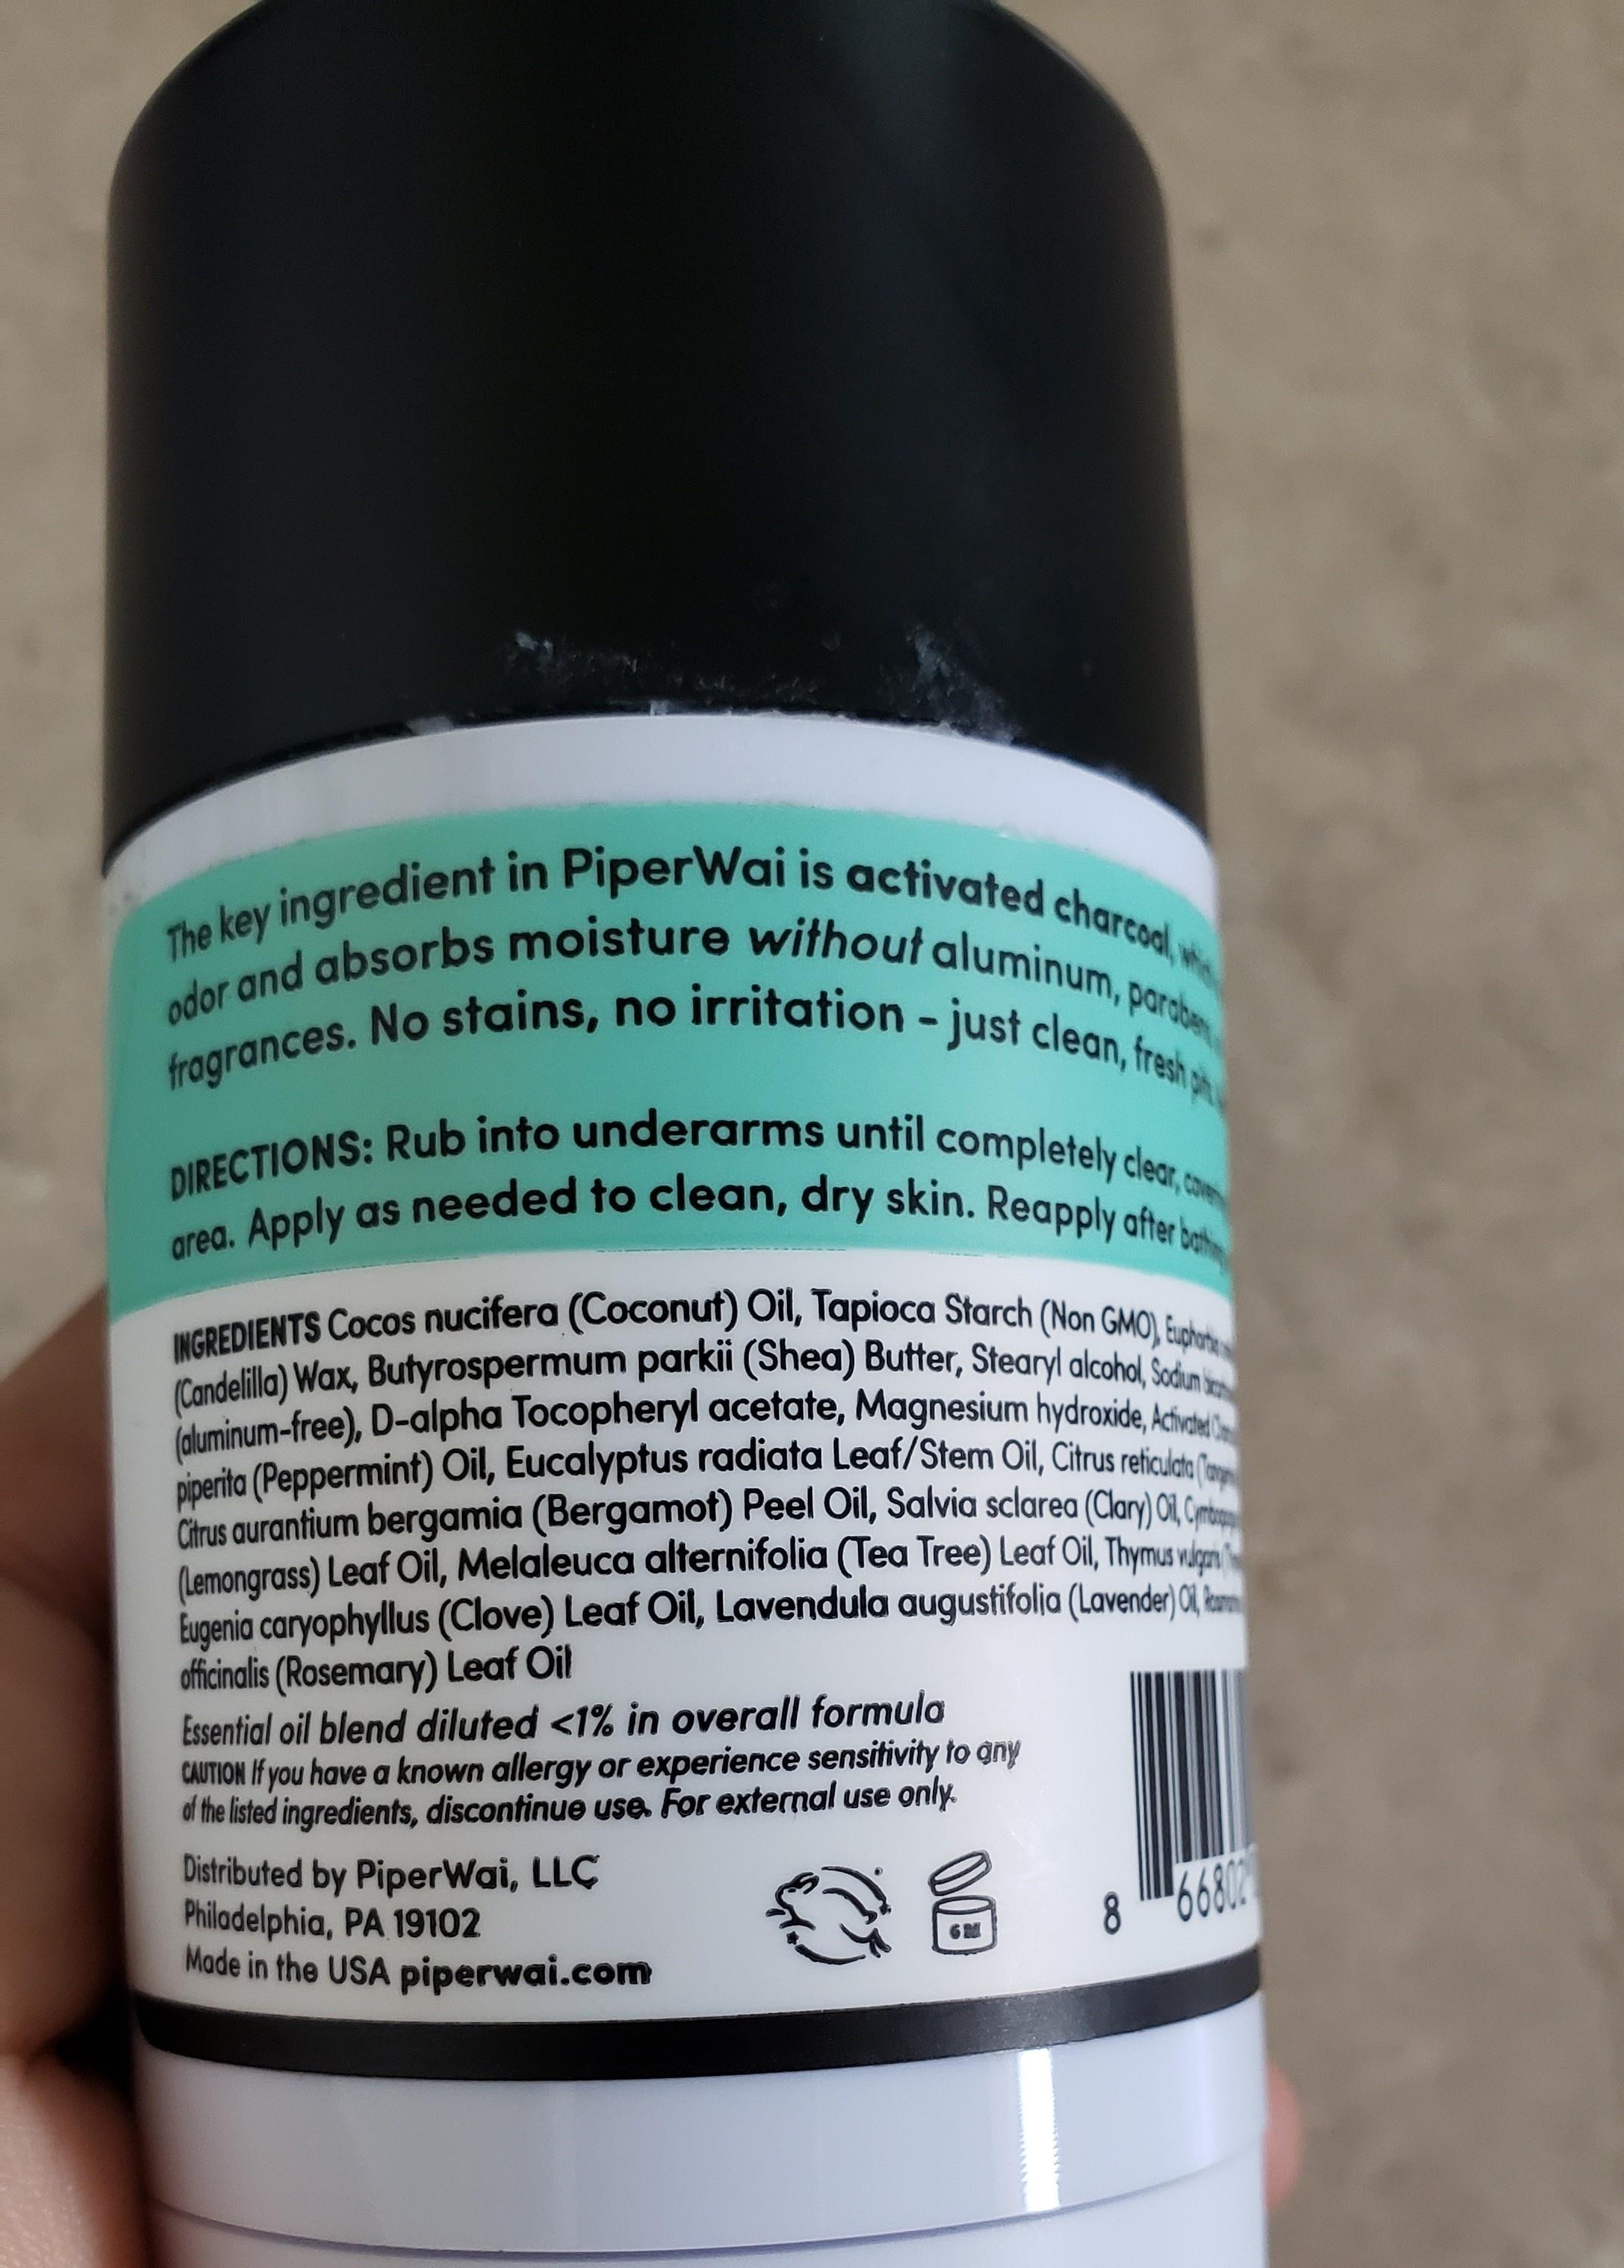 The key ingredient in PiperWai is activated charcoal,
odor and absorbs moisture without aluminum,
fragrances. No stains, no irritation - just clean, fresh
DIRECTIONS: Rub into underarms until completely clear,
area. Apply as needed to clean, dry skin. Reapply after
INGREDIENTS Cocos nucifera (Coconut) Oil, Tapioca Starch (Non GMO),
(Candelilla) Wax, Butyrospermum parkii (Shea) Butter, Stearyl alcohol, Sodium
(aluminum-free), D-alpha Tocopheryl acetate, Magnesium hydroxide, Activated
piperita (Peppermint) Oil, Eucalyptus radiata Leaf/Stem Oil, Citrus reticulata
Citrus aurantium bergamia (Bergamot) Peel Oil, Salvia sclarea (Clary) Oil,
(Lemongrass) Leaf Oil, Melaleuca alternifolia (Tea Tree) Leaf Oil, Thymus vulgaris
Eugenia caryophyllus (Clove) Leaf Oil, Lavendula augustifolia (Lavender) Oil,
officinalis (Rosemary) Leaf Oil
Essential oil blend diluted <1% in overall formula
CAUTION If you have a known allergy or experience sensitivity to any
of the listed ingredients, discontinue use. For external use only.
Distributed by PiperWai, LLC
Philadelphia, PA 19102
Made in the USA piperwai.com
6 M
8 66802